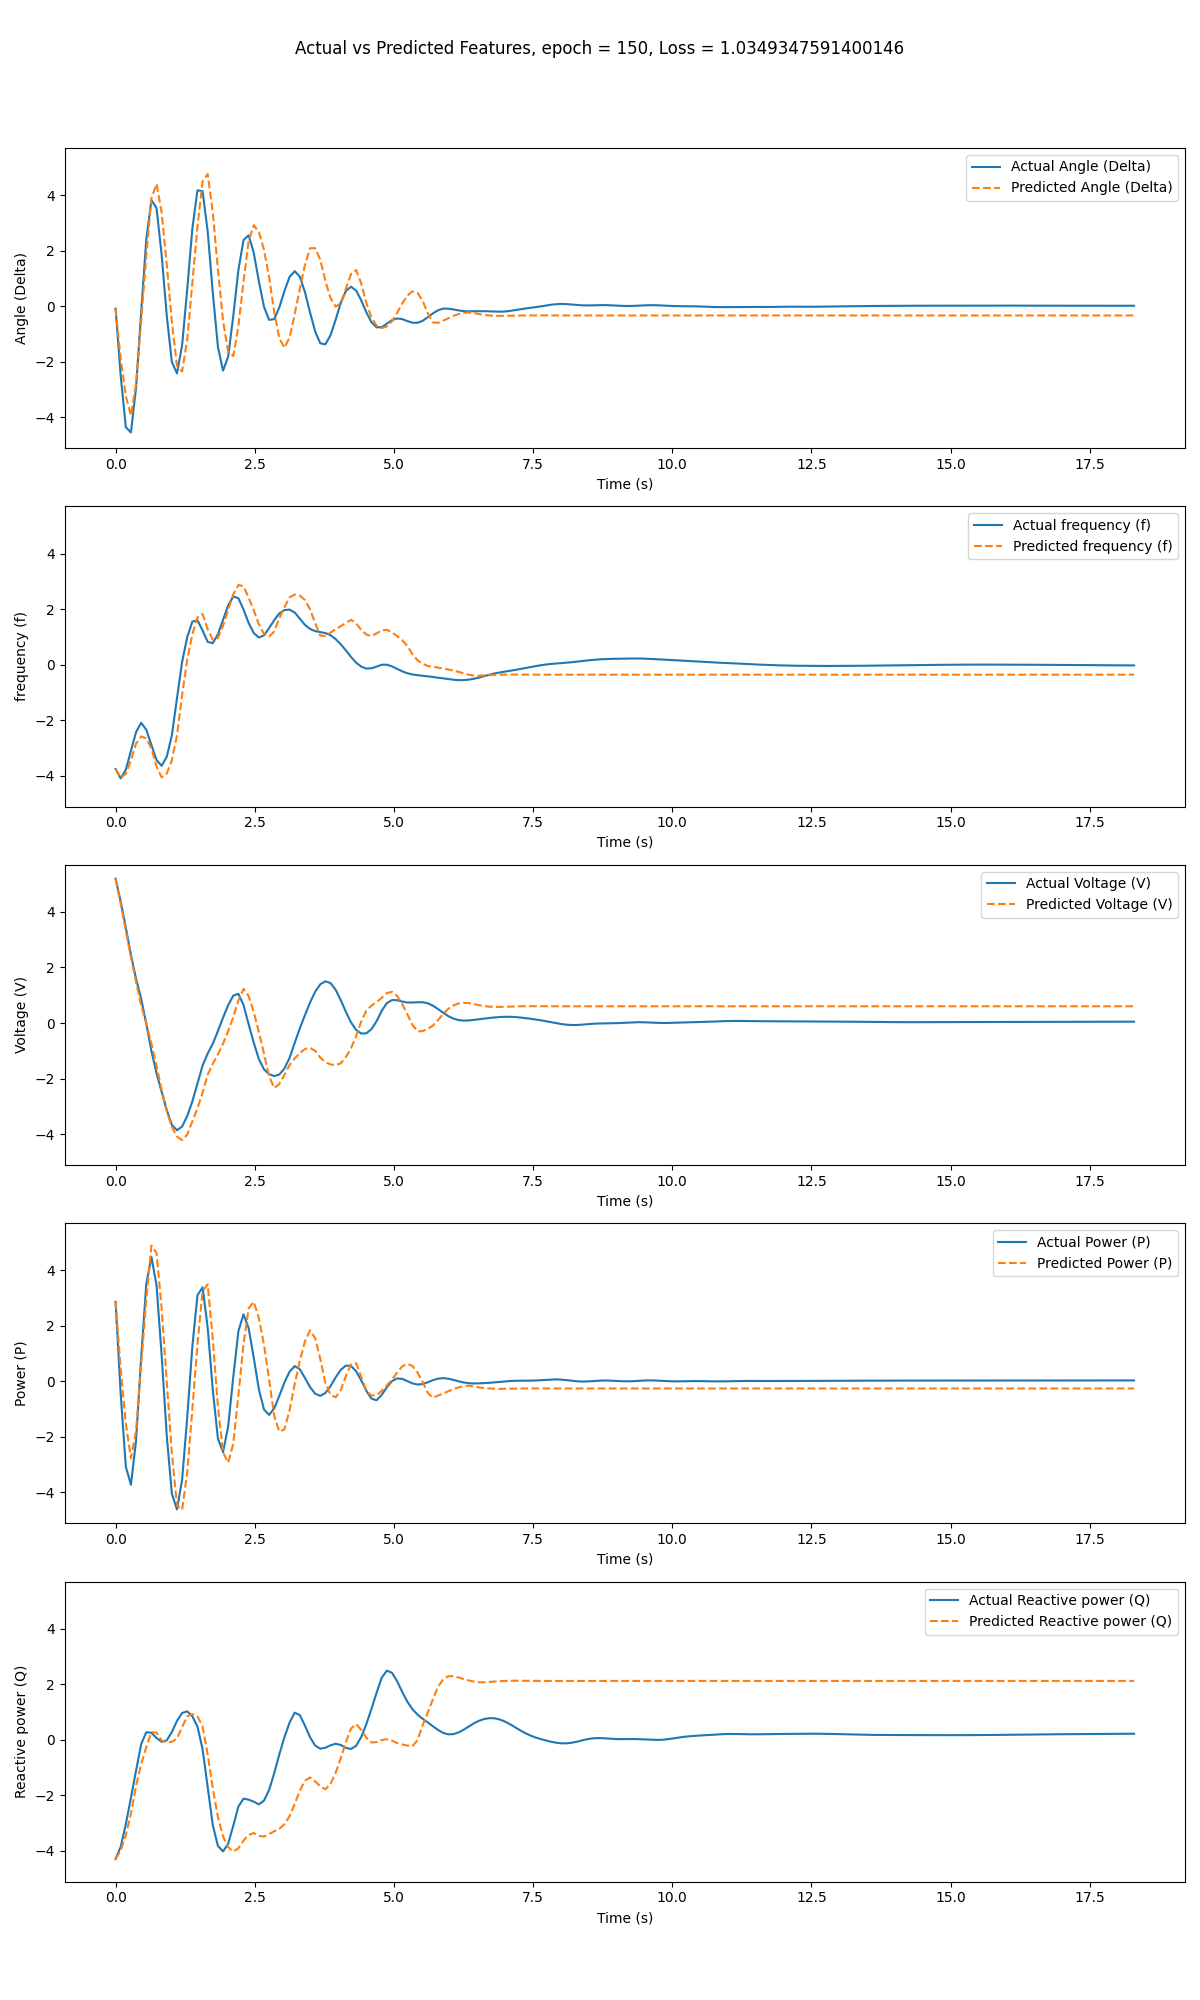 Actual vs Predicted Features, epoch = 150, Loss = 1.0349347591400146
Actual Angle (Delta)
Predicted Angle (Delta)
Angle (Delta)
4
2
0
−2
−4
0.0 2.5 5.0 7.5 10.0 12.5 15.0 17.5
Time (s)
Actual frequency (f)
Predicted frequency (f)
frequency (f)
4
2
0
−2
−4
0.0 2.5 5.0 7.5 10.0 12.5 15.0 17.5
Time (s)
Actual Voltage (V)
Predicted Voltage (V)
Voltage (V)
4
2
0
−2
−4
0.0 2.5 5.0 7.5 10.0 12.5 15.0 17.5
Time (s)
Actual Power (P)
Predicted Power (P)
Power (P)
4
2
0
−2
−4
0.0 2.5 5.0 7.5 10.0 12.5 15.0 17.5
Time (s)
Actual Reactive power (Q)
Predicted Reactive power (Q)
Reactive power (Q)
4
2
0
−2
−4
0.0 2.5 5.0 7.5 10.0 12.5 15.0 17.5
Time (s)